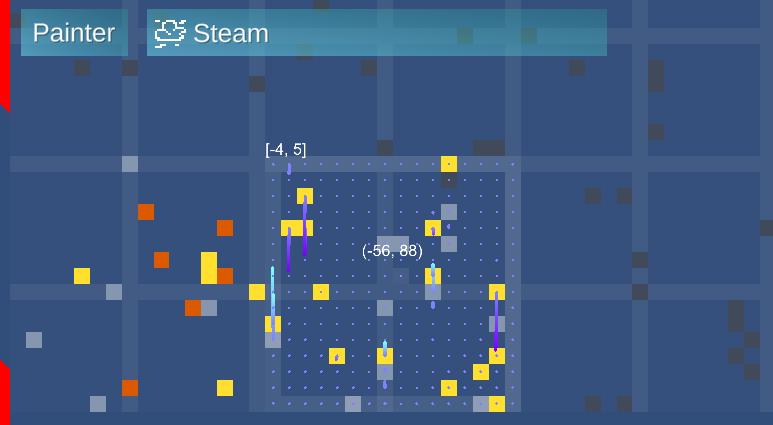 Painter
Steam
[-4, 5]
(-56, 88)